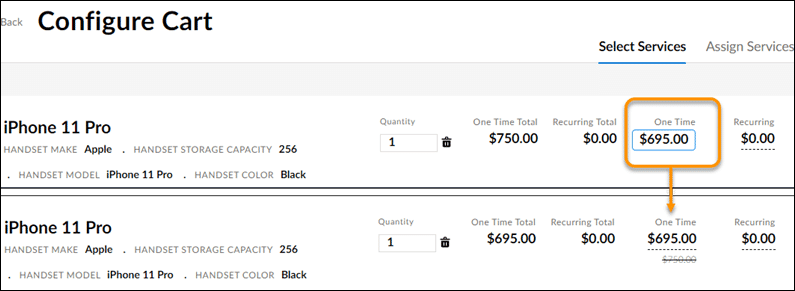 Back Configure Cart
Select Services Assign Services
Quantity One Time Total Recurring Total One Time Recurring
iPhone 11 Pro 1 $750.00 $0.00 $695.00 $0.00
HANDSET MAKE Apple . HANDSET STORAGE CAPACITY 256
. HANDSET MODEL iPhone 11 Pro . HANDSET COLOR Black
Quantity One Time Total Recurring Total One Time Recurring
iPhone 11 Pro 1 $695.00 $0.00 $695.00 $0.00
HANDSET MAKE Apple . HANDSET STORAGE CAPACITY 256
$750.00
. HANDSET MODEL iPhone 11 Pro . HANDSET COLOR Black